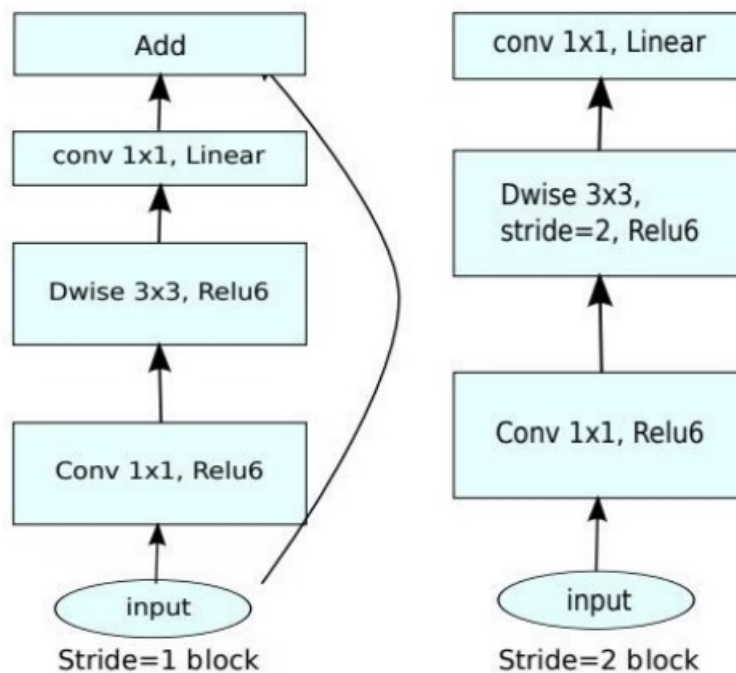 Add
conv 1x1, Linear
Dwise 3x3, Relu6
Conv 1x1, Relu6
input
Stride=1 block
conv 1x1, Linear
Dwise 3x3,
stride=2, Relu6
Conv 1x1, Relu6
input
Stride=2 block